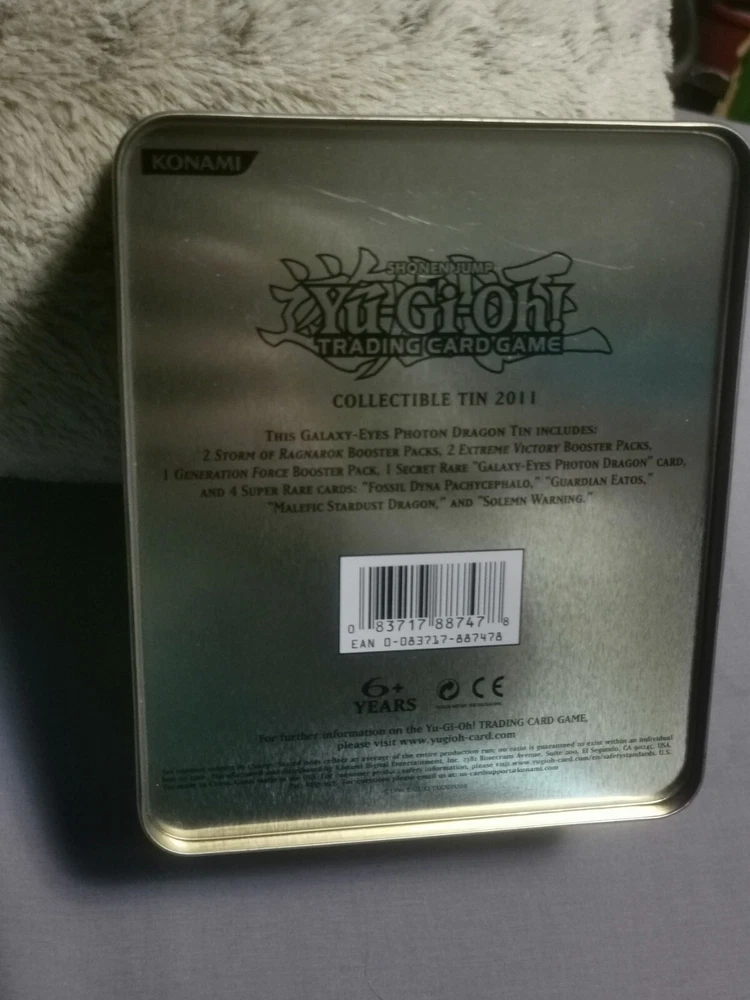 KONAMI
SHONEN JUMP
Yu-Gi-Oh!
TRADING CARD GAME
COLLECTIBLE TIN 2011
THIS GALAXY-EYES PHOTON DRAGON TIN INCLUDES:
2 STORM OF RAGNAROK BOOSTER PACKS, 2 EXTREME VICTORY BOOSTER PACKS,
1 GENERATION FORCE BOOSTER PACK, 1 SECRET RARE "GALAXY-EYES PHOTON DRAGON" CARD,
AND 4 SUPER RARE CARDS: "FOSSIL DYNA PACHYCEPHALO," "GUARDIAN EATOS,"
"MALEFIC STARDUST DRAGON," AND "SOLEMN WARNING."
0 83717 88747 8
EAN 0-083717-887478
6+
YEARS
CE
For further information on the Yu-Gi-Oh! TRADING CARD GAME,
please visit www.yugioh-card.com